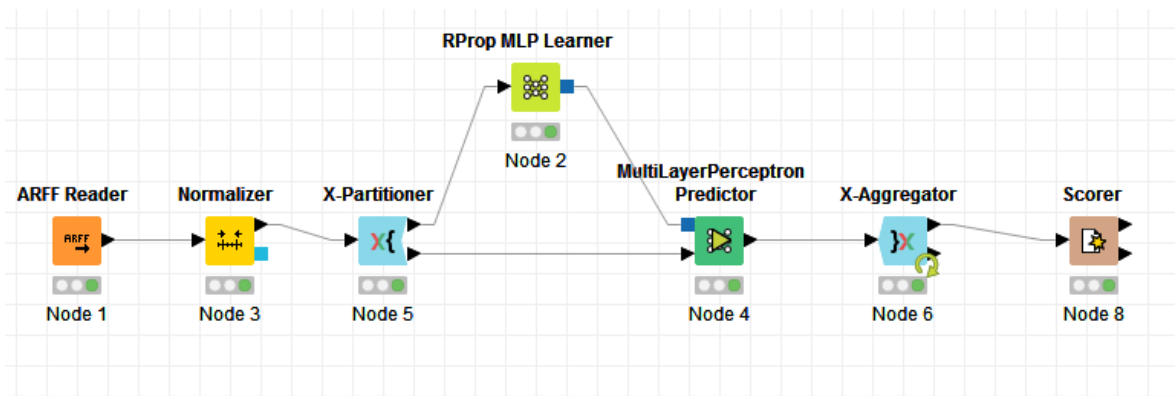 RProp MLP Learner
Node 2
MultiLayerPerceptron
ARFF Reader
Normalizer
X-Partitioner
Predictor
X-Aggregator
Scorer
ARFF
X{
}X
Node 1
Node 3
Node 5
Node 4
Node 6
Node 8